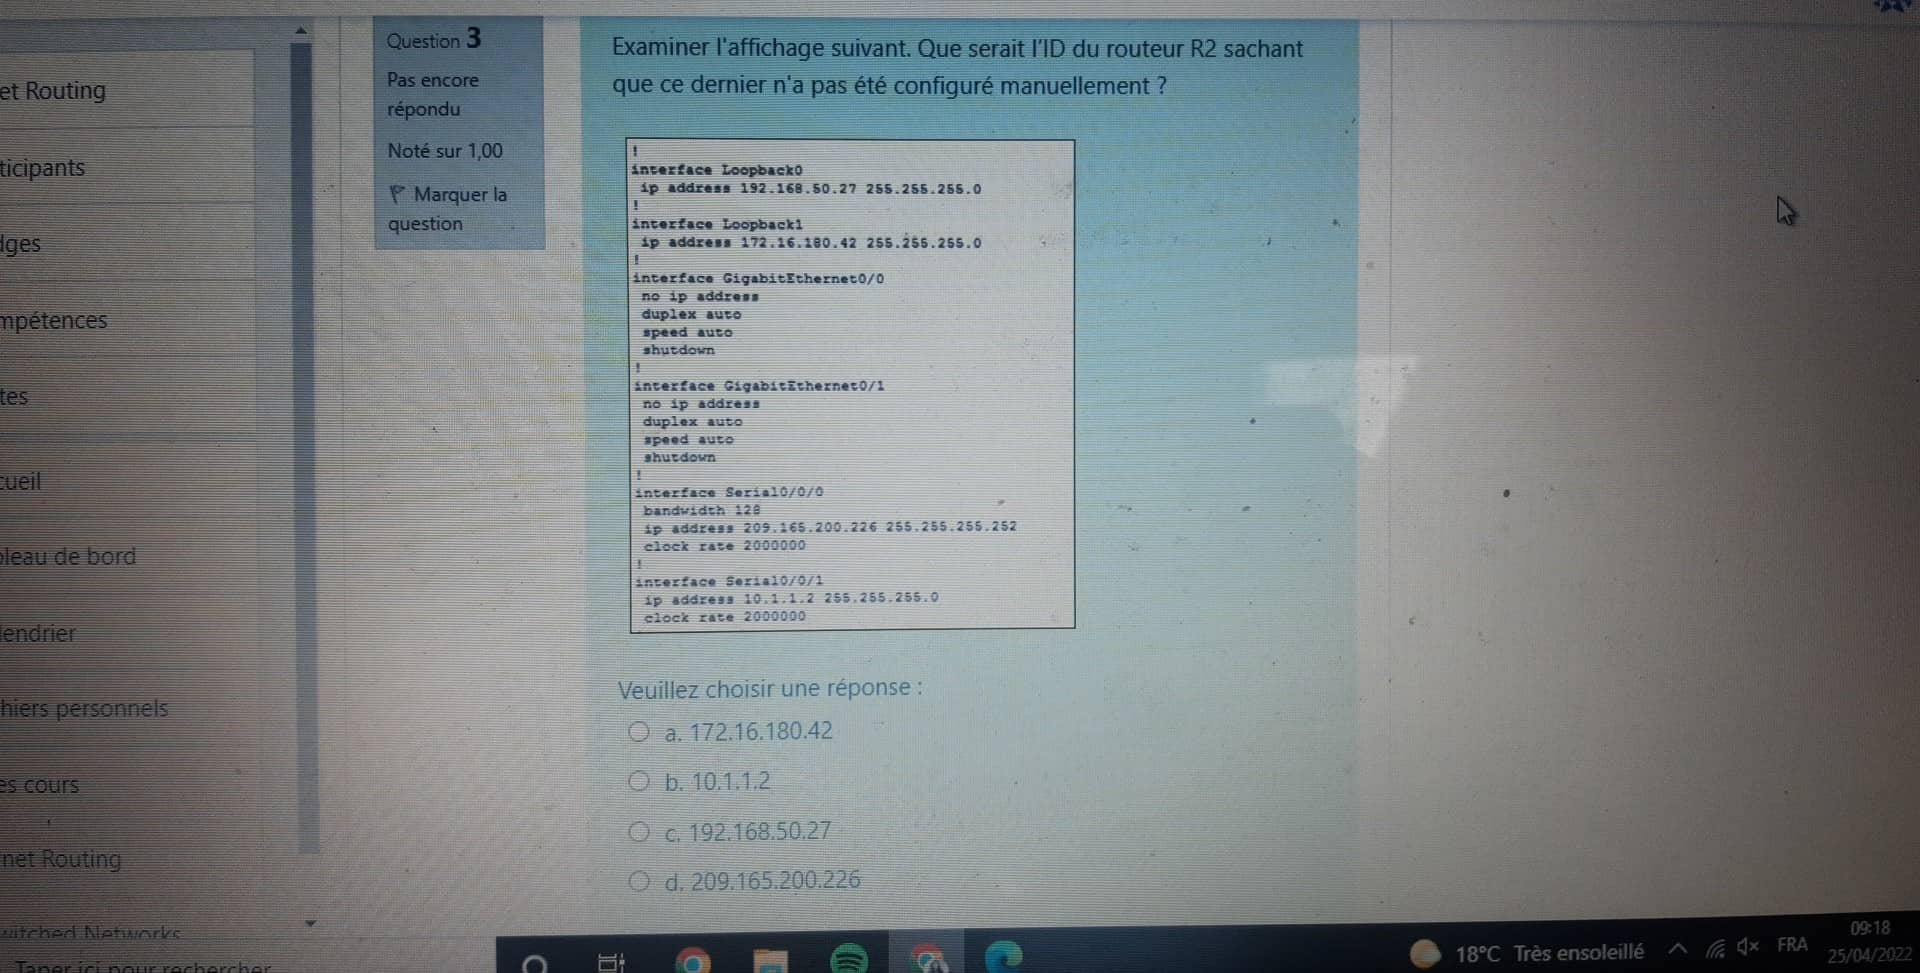 et Routing
ticipants
dges
mpétences
tes
cueil
bleau de bord
lendrier
hiers personnels
es cours
net Routing
witched Networks
Taper ici pour rechercher
Question 3
Pas encore
répondu
Noté sur 1,00
Marquer la
question
Examiner l'affichage suivant. Que serait l'ID du routeur R2 sachant
que ce dernier n'a pas été configuré manuellement ?
!
interface Loopback0
ip address 192.168.50.27 255.255.255.0
!
interface Loopback1
ip address 172.16.180.42 255.255.255.0
!
interface GigabitEthernet0/0
no ip address
duplex auto
speed auto
shutdown
!
interface GigabitEthernet0/1
no ip address
duplex auto
speed auto
shutdown
!
interface Serial0/0/0
bandwidth 128
ip address 209.165.200.226 255.255.255.252
clock rate 2000000
!
interface Serial0/0/1
ip address 10.1.1.2 255.255.255.0
clock rate 2000000
Veuillez choisir une réponse :
a. 172.16.180.42
b. 10.1.1.2
c. 192.168.50.27
d. 209.165.200.226
18°C Très ensoleillé
FRA
09:18
25/04/2022